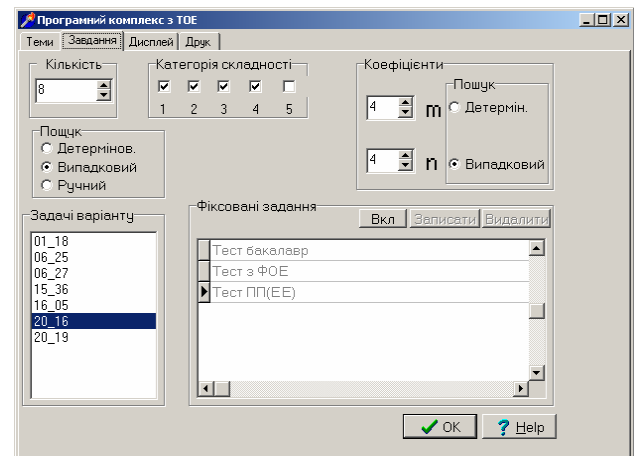 Програмний комплекс з ТОЕ
Теми Завдання Дисплей Друк
Кількість
8
Категорія складності
1 2 3 4 5
Коефіцієнти
4 m
4 n
Пошук
Детермін.
Випадковий
Пошук
Детермінов.
Випадковий
Ручний
Задачі варіанту
01_18
06_25
06_27
15_36
16_05
20_16
20_19
Фіксовані задання
Вкл Записати Видалити
Тест бакалавр
Тест з ФОЕ
Тест ПП(ЕЕ)
OK ? Help